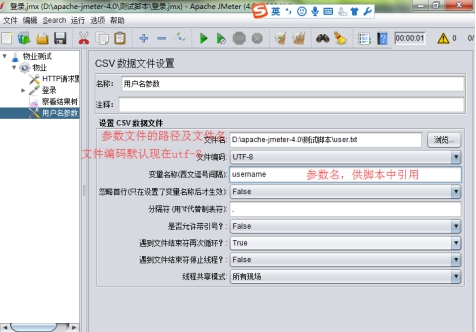 登录.jmx (D:\apache-jmeter-4.0\测试脚本\登录.jmx) - Apache JMeter (4.
英
文件 编辑 Search 运行 选项 帮助
00:00:01
0
0/
物业测试
物业
HTTP请求默
登录
察看结果树
用户名参数
CSV 数据文件设置
名称: 用户名参数
注释:
设置 CSV 数据文件
参数文件的路径及文件名
文件名: D:\apache-jmeter-4.0\测试脚本\user.txt
浏览...
文件编码默认现在utf-8
文件编码: UTF-8
变量名称(西文逗号间隔): username
参数名，供脚本中引用
忽略首行(只在设置了变量名称后才生效): False
分隔符 (用'\t'代替制表符): ,
是否允许带引号?: False
遇到文件结束符再次循环?: True
遇到文件结束符停止线程?: False
线程共享模式: 所有现场